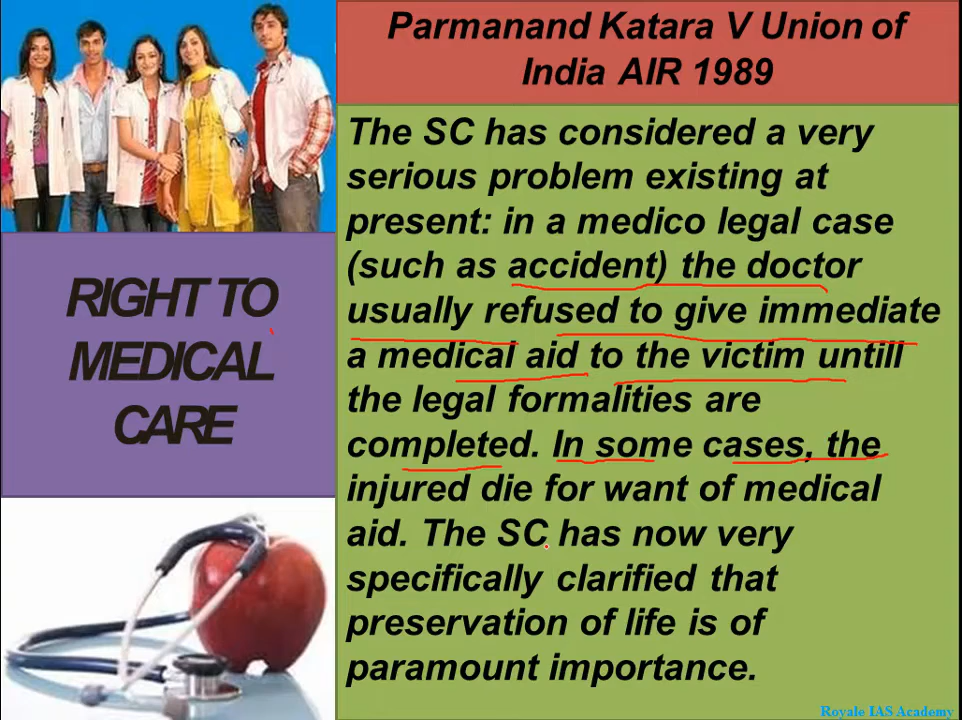 Parmanand Katara V Union of
India AIR 1989
RIGHT TO
MEDICAL
CARE
The SC has considered a very
serious problem existing at
present: in a medico legal case
(such as accident) the doctor
usually refused to give immediate
a medical aid to the victim untill
the legal formalities are
completed. In some cases, the
injured die for want of medical
aid. The SC has now very
specifically clarified that
preservation of life is of
paramount importance.
Royale IAS Academy